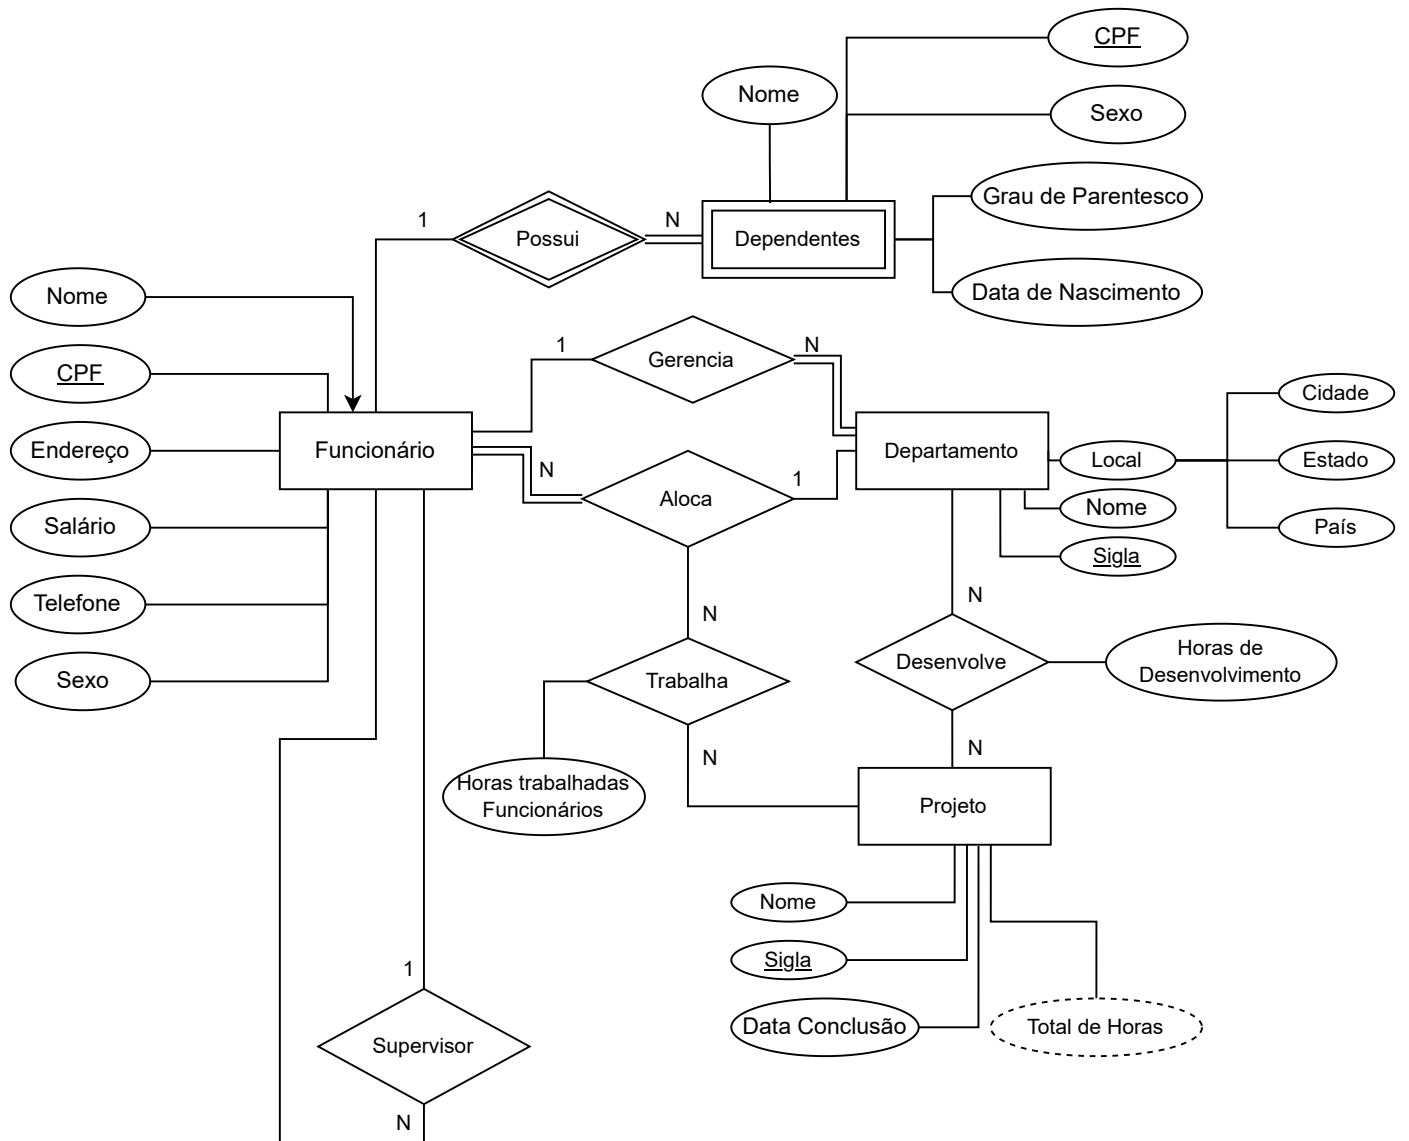 CPF
Nome
Sexo
Grau de Parentesco
1
Possui
N
Dependentes
Data de Nascimento
Nome
1
Gerencia
N
CPF
Cidade
Endereço
Funcionário
N
Aloca
1
Departamento
Local
Estado
Nome
País
Salário
Sigla
Telefone
N
N
Sexo
Trabalha
Desenvolve
Horas de
Desenvolvimento
N
N
Horas trabalhadas
Funcionários
Projeto
Nome
Sigla
1
Data Conclusão
Total de Horas
Supervisor
N